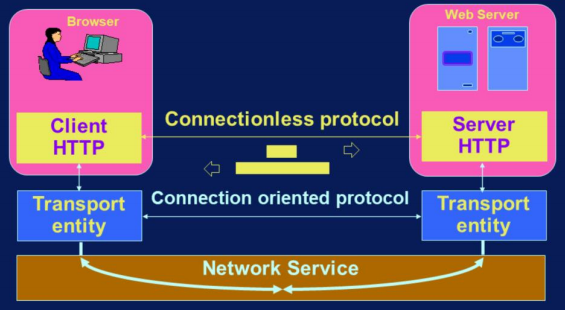 Browser
Web Server
Connectionless protocol
Client
HTTP
Server
HTTP
Connection oriented protocol
Transport
entity
Transport
entity
Network Service